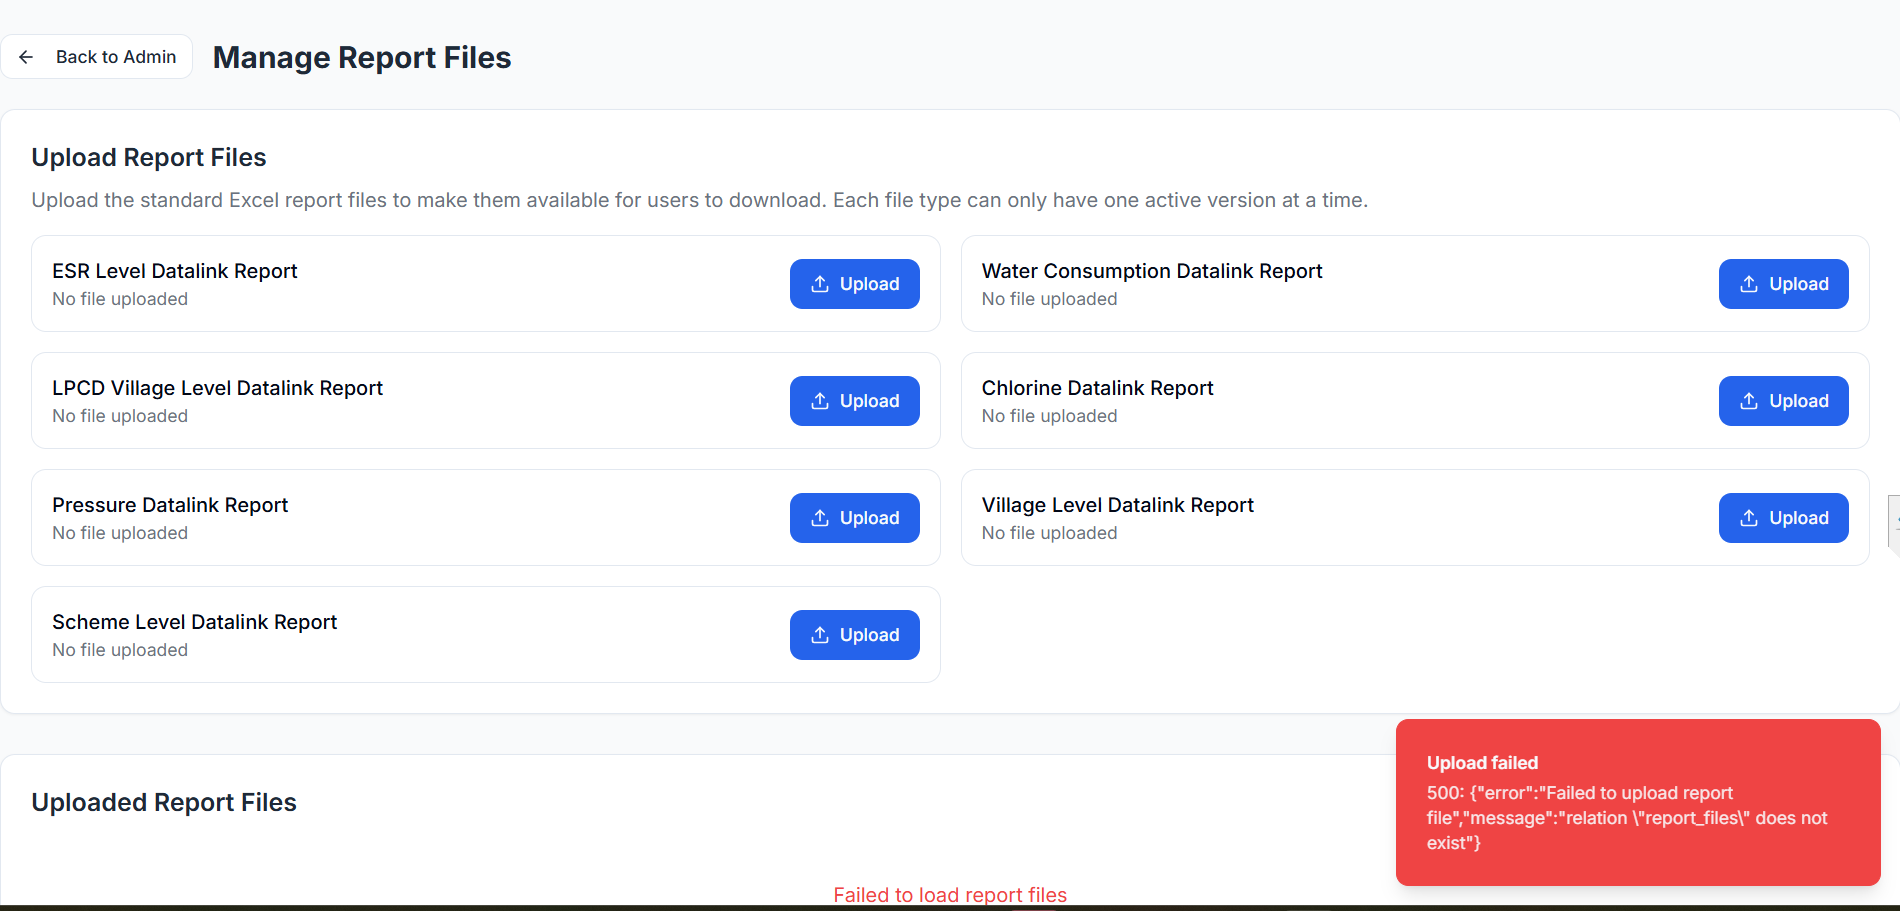 Back to Admin
Manage Report Files
Upload Report Files
Upload the standard Excel report files to make them available for users to download. Each file type can only have one active version at a time.
ESR Level Datalink Report
No file uploaded
Upload
Water Consumption Datalink Report
No file uploaded
Upload
LPCD Village Level Datalink Report
No file uploaded
Upload
Chlorine Datalink Report
No file uploaded
Upload
Pressure Datalink Report
No file uploaded
Upload
Village Level Datalink Report
No file uploaded
Upload
Scheme Level Datalink Report
No file uploaded
Upload
Uploaded Report Files
Failed to load report files
Upload failed
500: {"error":"Failed to upload report
file","message":"relation \"report_files\" does not
exist"}